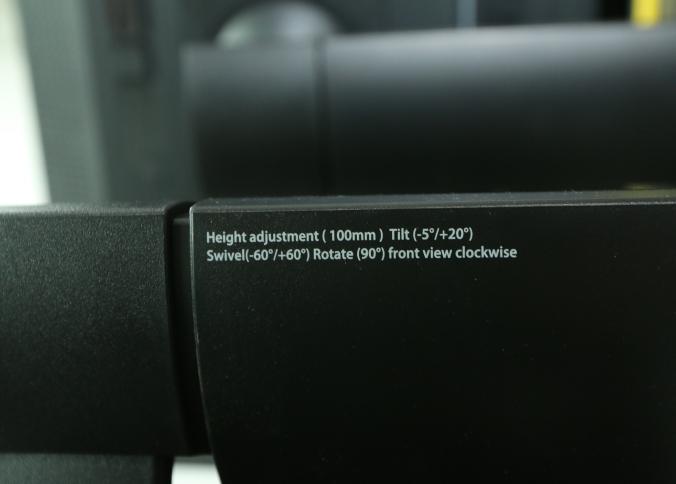 Height adjustment ( 100mm ) Tilt (-5°/+20°)
Swivel(-60°/+60°) Rotate (90°) front view clockwise